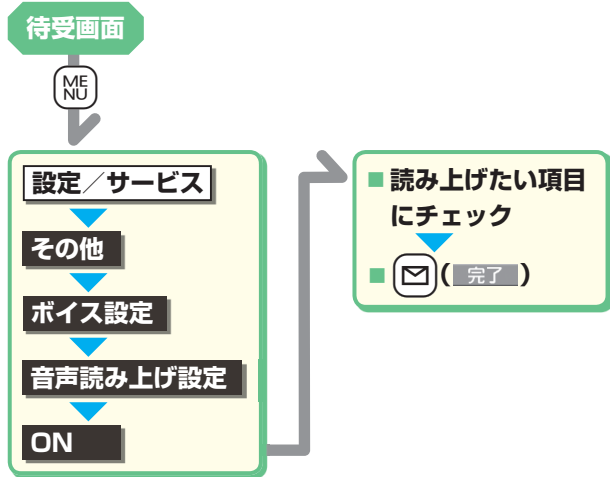 待受画面
MENU
設定／サービス
その他
ボイス設定
音声読み上げ設定
ON
■読み上げたい項目
にチェック
■(完了)